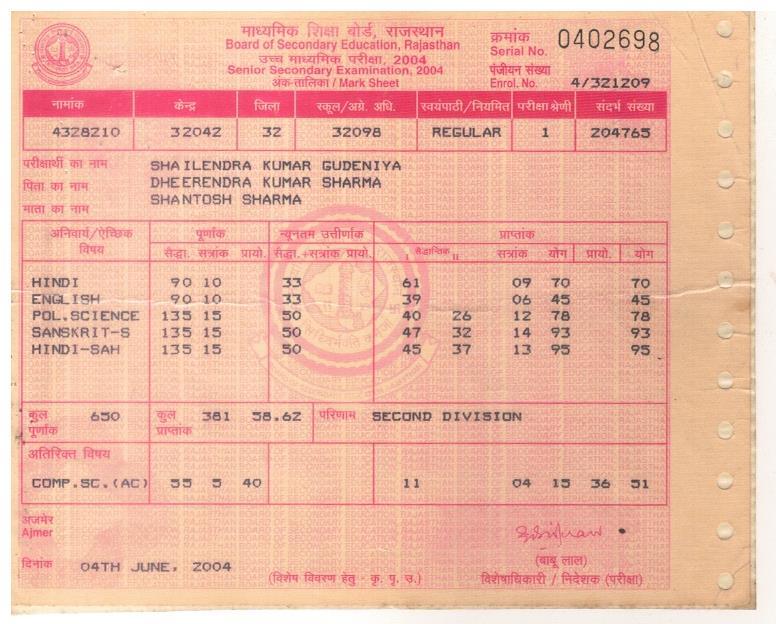 माध्यमिक शिक्षा बोर्ड, राजस्थान
Board of Secondary Education, Rajasthan
उच्च माध्यमिक परीक्षा, 2004
Senior Secondary Examination, 2004
अंक-तालिका / Mark Sheet
क्रमांक
Serial No. 0402698
पंजीयन संख्या
Enrol. No. 4/321209
नामांक केन्द्र जिला स्कूल/अग्रे. अधि. स्वयंपाठी/नियमित परीक्षा श्रेणी संदर्भ संख्या
4328210 32042 32 32098 REGULAR 1 204765
परीक्षार्थी का नाम SHAILENDRA KUMAR GUDENIYA
पिता का नाम DHEERENDRA KUMAR SHARMA
माता का नाम SHANTOSH SHARMA
अनिवार्य/ऐच्छिक विषय पूर्णांक न्यूनतम उत्तीर्णांक प्राप्तांक
सैद्धा. सत्रांक प्रायो. सैद्धा.+सत्रांक प्रायो. I सैद्धान्तिक II सत्रांक योग प्रायो. योग
HINDI 90 10 33 61 09 70 70
ENGLISH 90 10 33 39 06 45 45
POL.SCIENCE 135 15 50 40 26 12 78 78
SANSKRIT-S 135 15 50 47 32 14 93 93
HINDI-SAH 135 15 50 45 37 13 95 95
कुल पूर्णांक 650 कुल प्राप्तांक 381 58.62 परिणाम SECOND DIVISION
अतिरिक्त विषय
COMP.SC.(AC) 55 5 40 11 04 15 36 51
अजमेर
Ajmer
(बाबू लाल)
दिनांक 04TH JUNE, 2004 (विशेष विवरण हेतु - कृ. पृ. उ.) विशेषाधिकारी / निदेशक (परीक्षा)